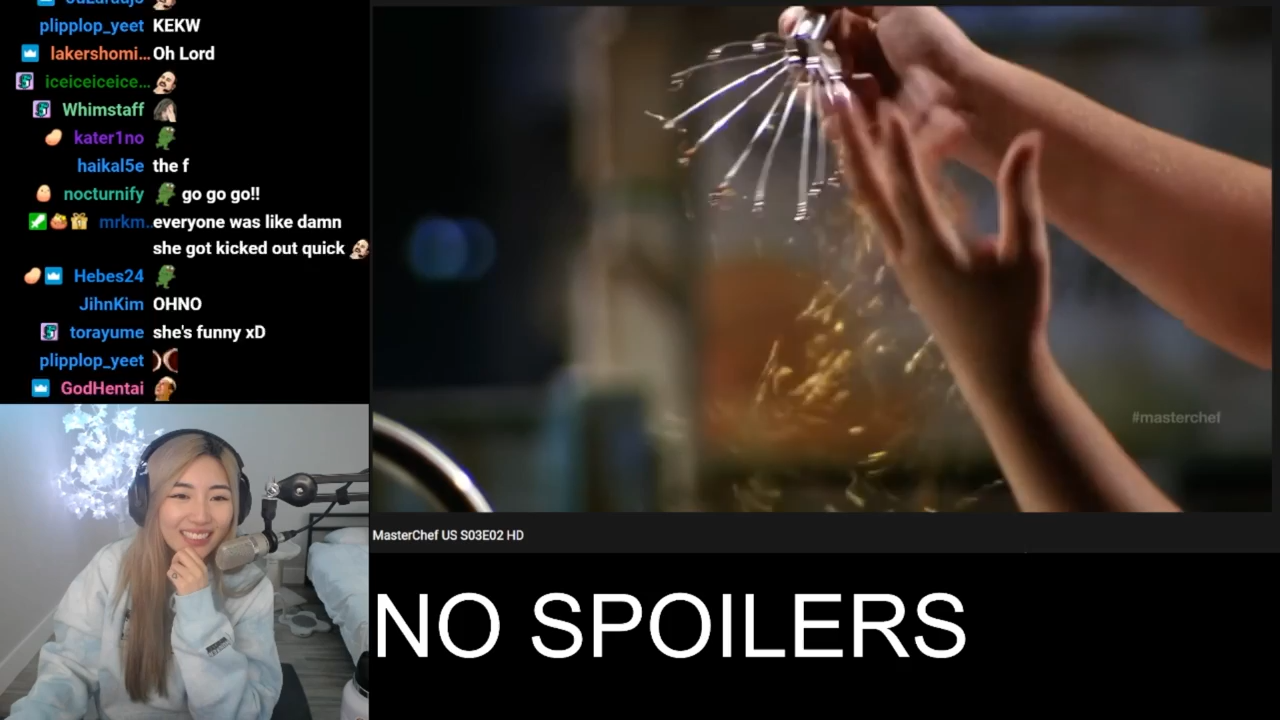 plipplop_yeet KEKW
lakershomi... Oh Lord
iceiceiceice...
Whimstaff
kater1no
haikal5e the f
nocturnify go go go!!
mrkm.. everyone was like damn
she got kicked out quick
Hebes24
JihnKim OHNO
torayume she's funny xD
plipplop_yeet
GodHentai
#masterchef
MasterChef US S03E02 HD
NO SPOILERS